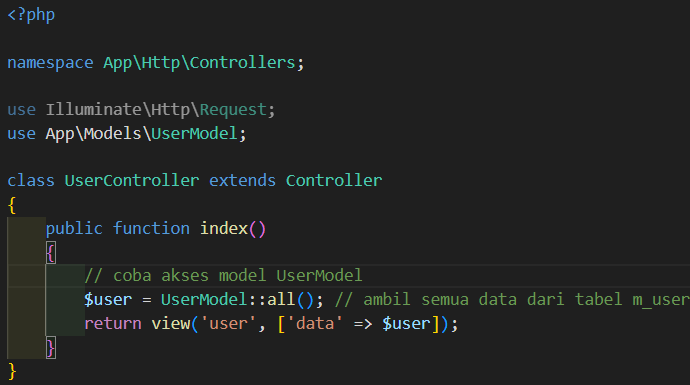 <?php
namespace App\Http\Controllers;
use Illuminate\Http\Request;
use App\Models\UserModel;
class UserController extends Controller
{
public function index()
{
// coba akses model UserModel
$user = UserModel::all(); // ambil semua data dari tabel m_user
return view('user', ['data' => $user]);
}
}